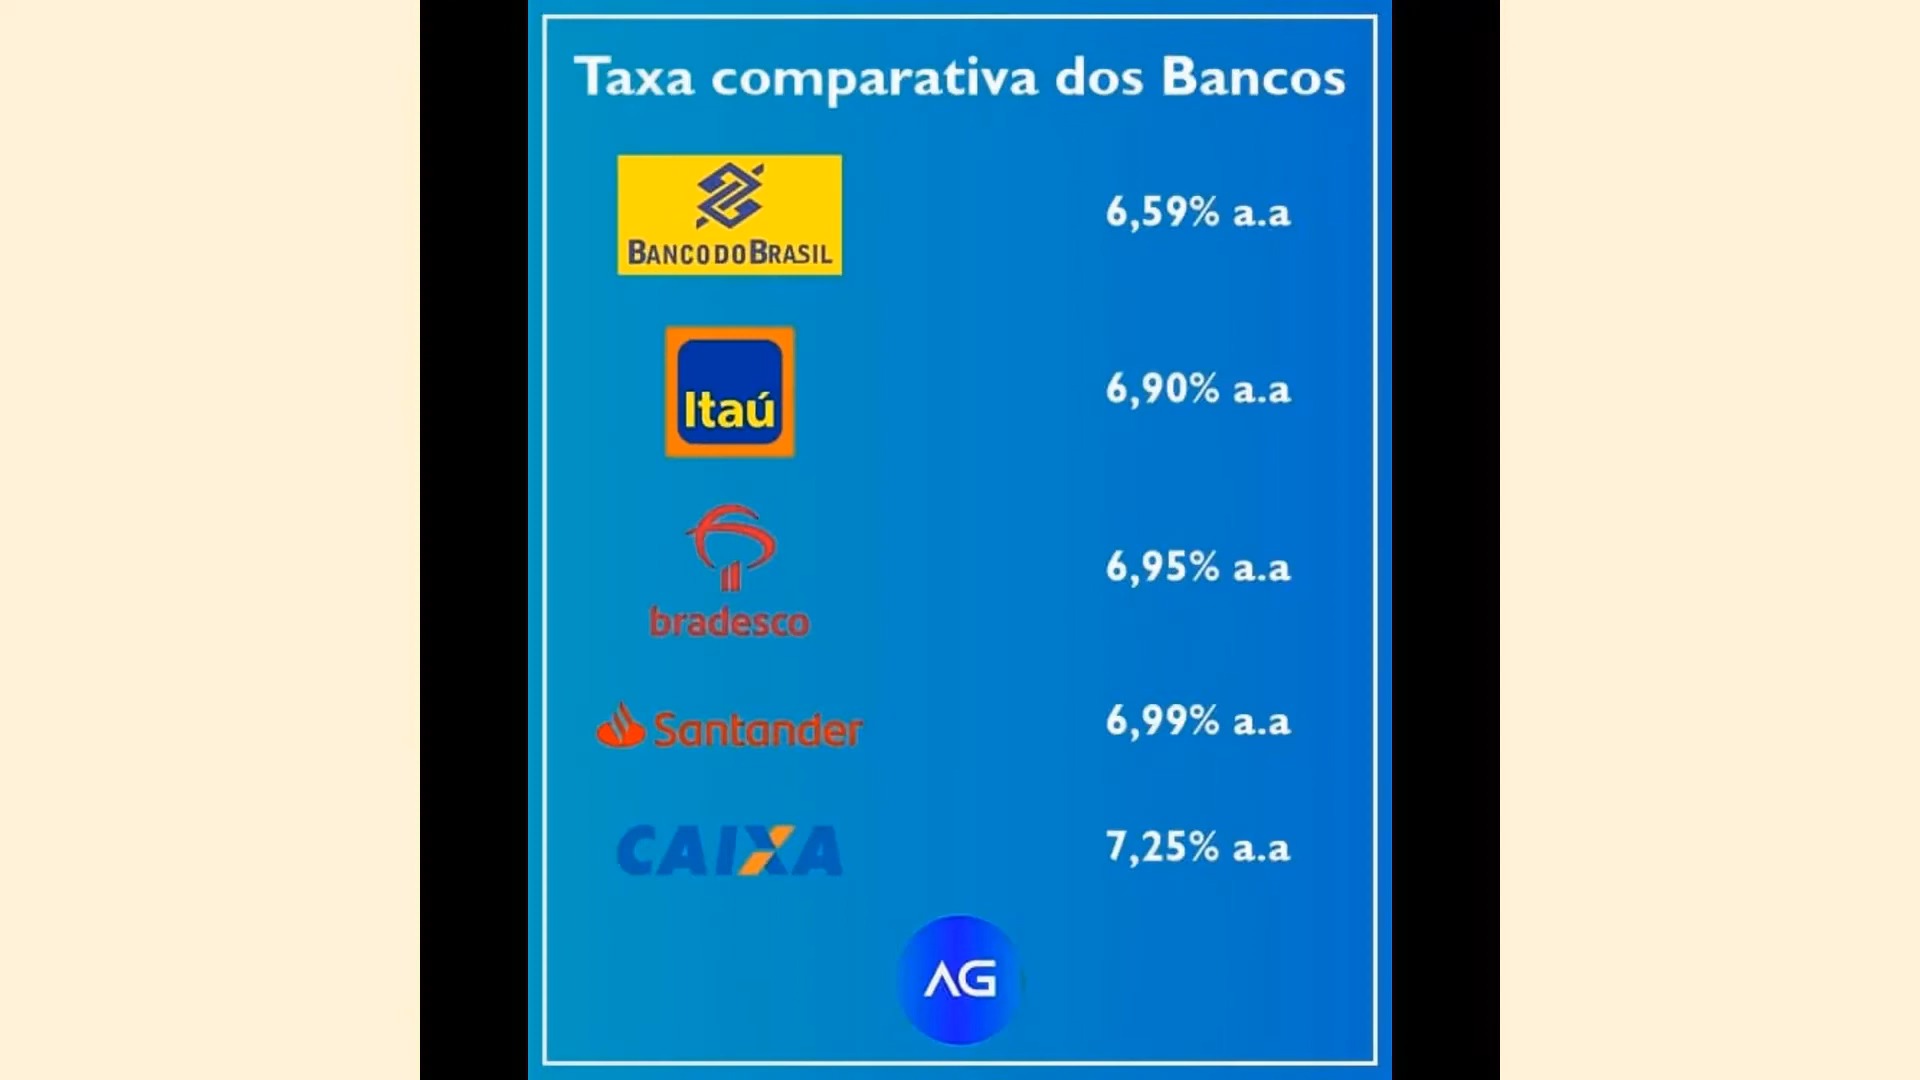 Taxa comparativa dos Bancos
BANCO DO BRASIL
6,59% a.a
Itaú
6,90% a.a
bradesco
6,95% a.a
Santander
6,99% a.a
CAIXA
7,25% a.a
AG